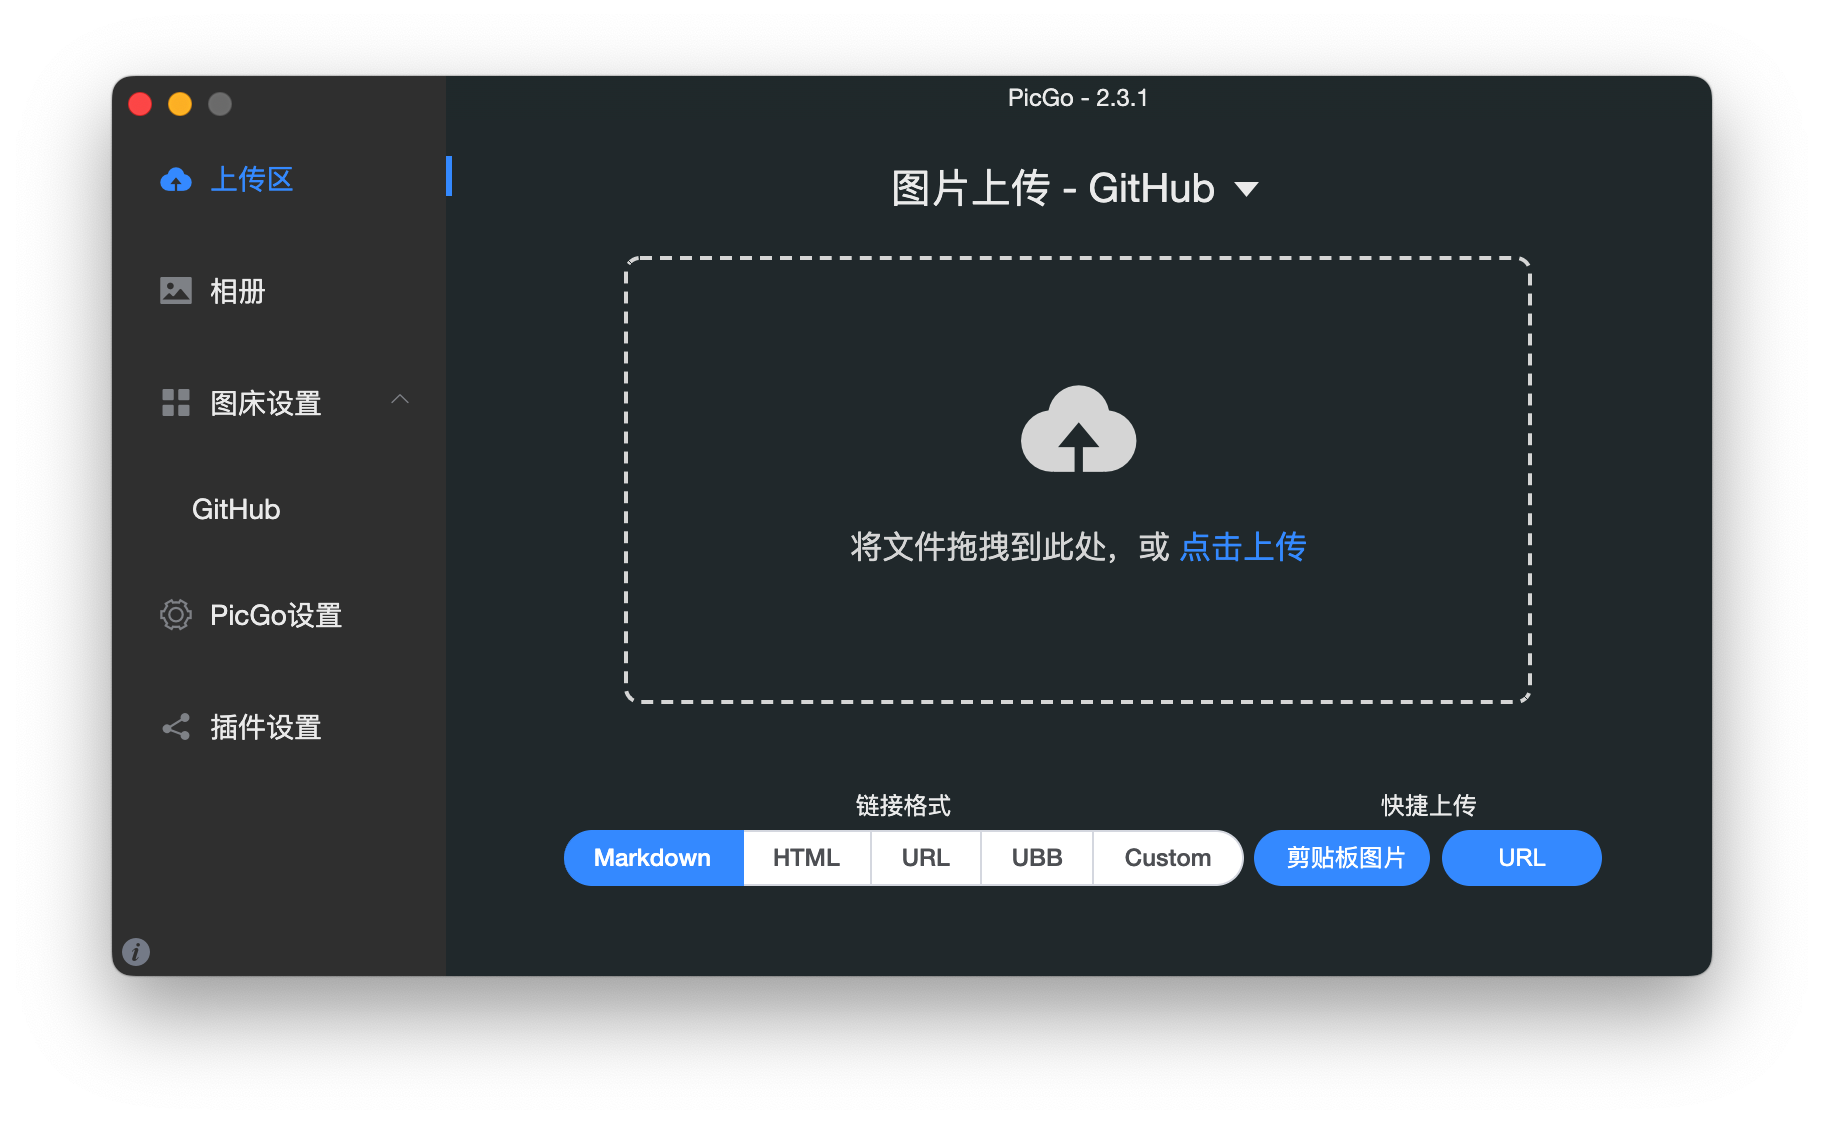 PicGo - 2.3.1
上传区
相册
图床设置
GitHub
PicGo设置
插件设置
图片上传 - GitHub
将文件拖拽到此处，或 点击上传
链接格式
Markdown HTML URL UBB Custom
快捷上传
剪贴板图片 URL